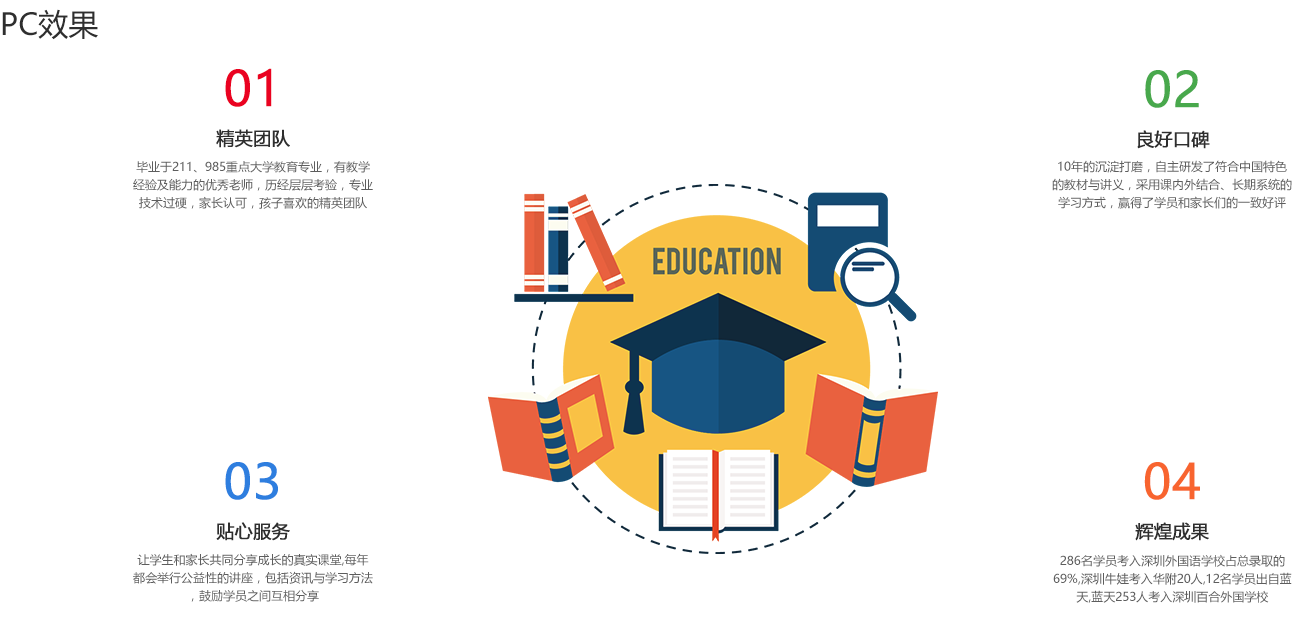 PC效果
01
精英团队
毕业于211、985重点大学教育专业，有教学
经验及能力的优秀老师，历经层层考验，专业
技术过硬，家长认可，孩子喜欢的精英团队
02
良好口碑
10年的沉淀打磨，自主研发了符合中国特色
的教材与讲义，采用课内外结合、长期系统的
学习方式，赢得了学员和家长们的一致好评
EDUCATION
03
贴心服务
让学生和家长共同分享成长的真实课堂,每年
都会举行公益性的讲座，包括资讯与学习方法
，鼓励学员之间互相分享
04
辉煌成果
286名学员考入深圳外国语学校占总录取的
69%,深圳牛娃考入华附20人,12名学员出自蓝
天,蓝天253人考入深圳百合外国学校